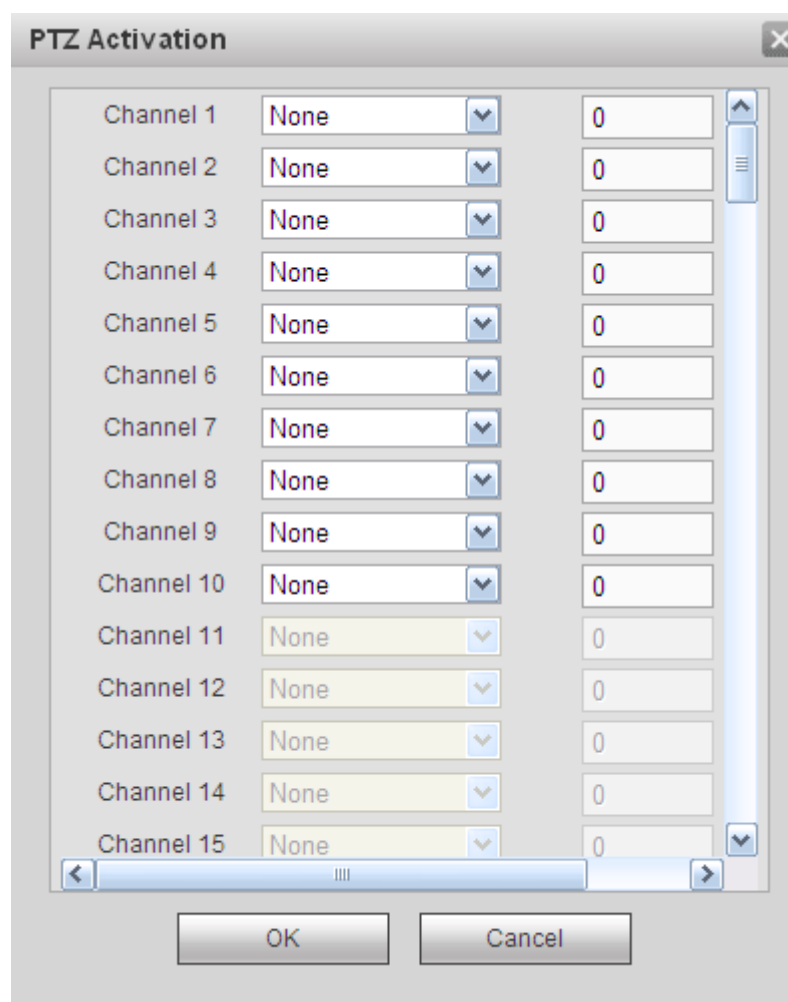 PTZ Activation
Channel 1 None 0
Channel 2 None 0
Channel 3 None 0
Channel 4 None 0
Channel 5 None 0
Channel 6 None 0
Channel 7 None 0
Channel 8 None 0
Channel 9 None 0
Channel 10 None 0
Channel 11 None 0
Channel 12 None 0
Channel 13 None 0
Channel 14 None 0
Channel 15 None 0
OK Cancel